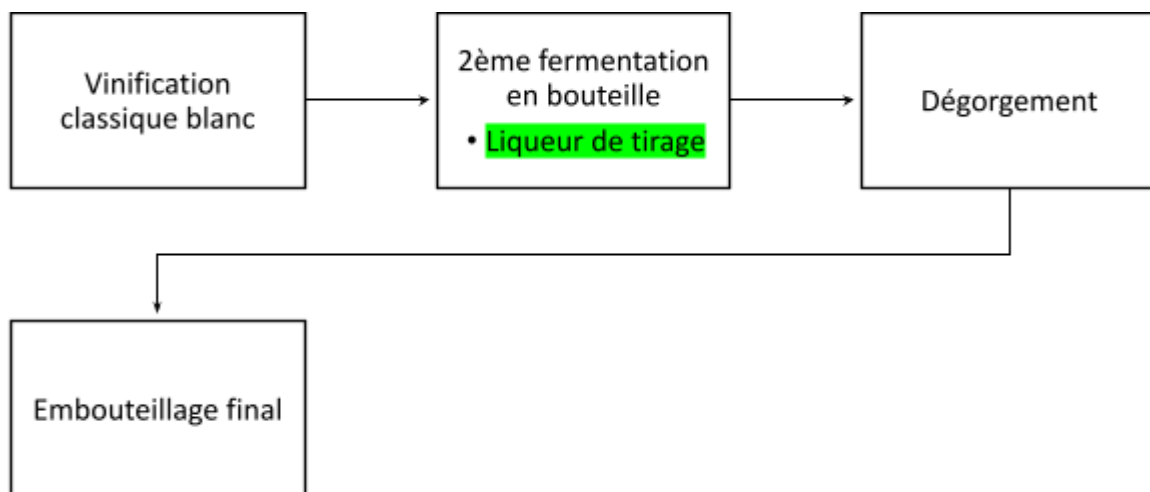 Vinification
classique blanc
2ème fermentation
en bouteille
• Liqueur de tirage
Dégorgement
Embouteillage final